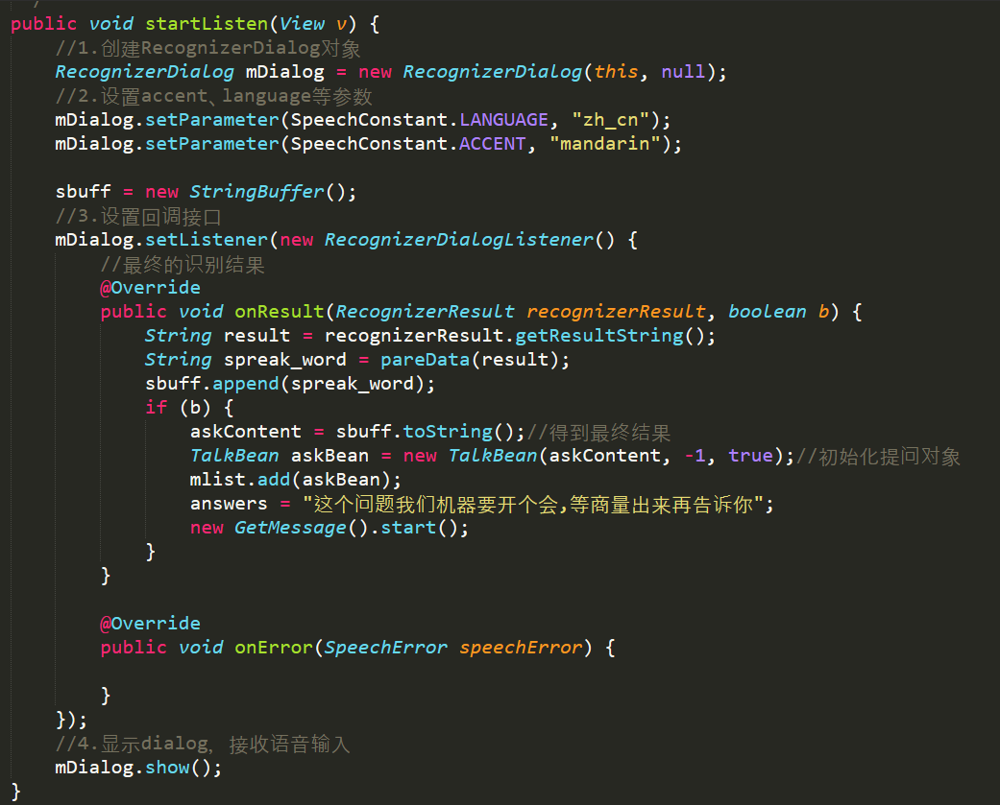 public void startListen(View v) {
//1.创建RecognizerDialog对象
RecognizerDialog mDialog = new RecognizerDialog(this, null);
//2.设置accent、language等参数
mDialog.setParameter(SpeechConstant.LANGUAGE, "zh_cn");
mDialog.setParameter(SpeechConstant.ACCENT, "mandarin");
sbuff = new StringBuffer();
//3.设置回调接口
mDialog.setListener(new RecognizerDialogListener() {
//最终的识别结果
@Override
public void onResult(RecognizerResult recognizerResult, boolean b) {
String result = recognizerResult.getResultString();
String spreak_word = pareData(result);
sbuff.append(spreak_word);
if (b) {
askContent = sbuff.toString();//得到最终结果
TalkBean askBean = new TalkBean(askContent, -1, true);//初始化提问对象
mlist.add(askBean);
answers = "这个问题我们机器要开个会,等商量出来再告诉你";
new GetMessage().start();
}
}
@Override
public void onError(SpeechError speechError) {
}
});
//4.显示dialog, 接收语音输入
mDialog.show();
}